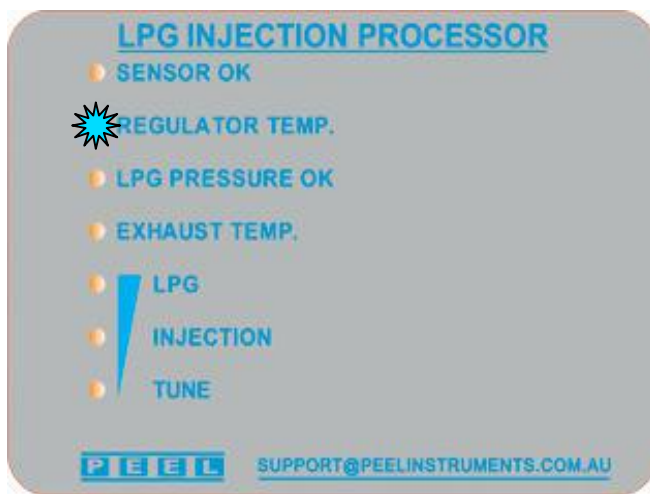 LPG INJECTION PROCESSOR
SENSOR OK
REGULATOR TEMP.
LPG PRESSURE OK
EXHAUST TEMP.
LPG
INJECTION
TUNE
PEEL SUPPORT@PEELINSTRUMENTS.COM.AU